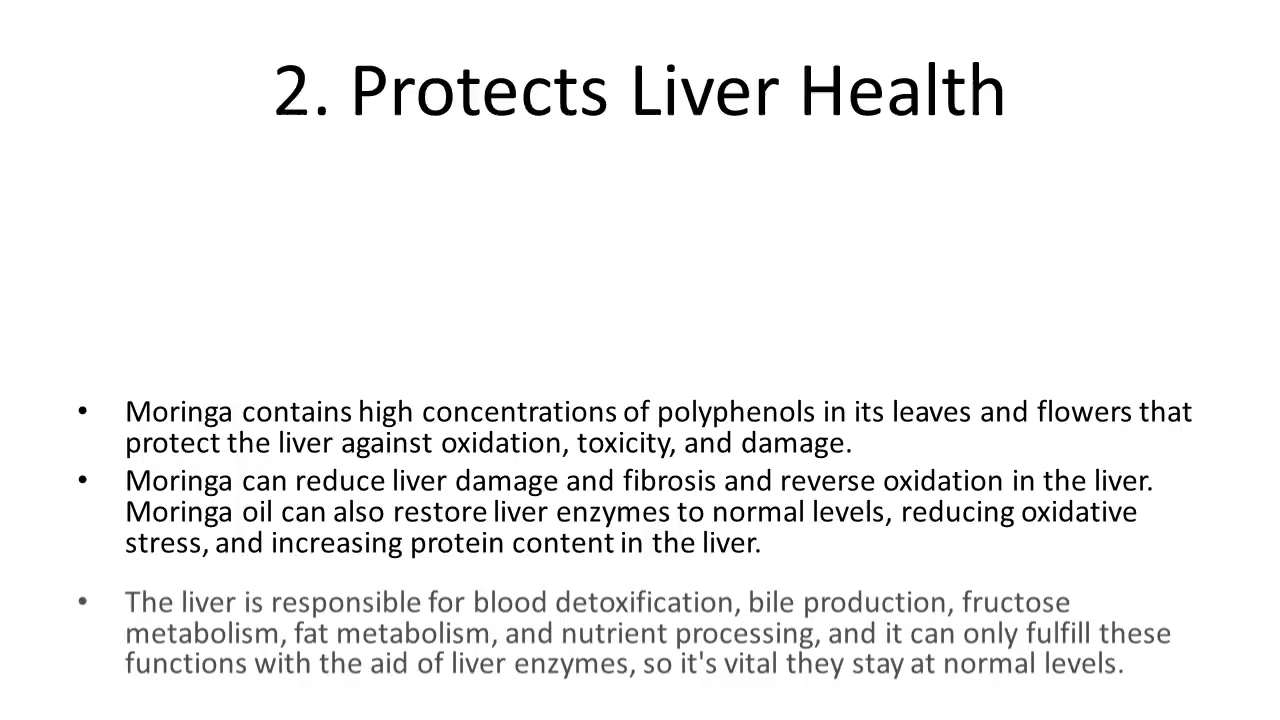 2. Protects Liver Health
• Moringa contains high concentrations of polyphenols in its leaves and flowers that
protect the liver against oxidation, toxicity, and damage.
• Moringa can reduce liver damage and fibrosis and reverse oxidation in the liver.
Moringa oil can also restore liver enzymes to normal levels, reducing oxidative
stress, and increasing protein content in the liver.
• The liver is responsible for blood detoxification, bile production, fructose
metabolism, fat metabolism, and nutrient processing, and it can only fulfill these
functions with the aid of liver enzymes, so it's vital they stay at normal levels.